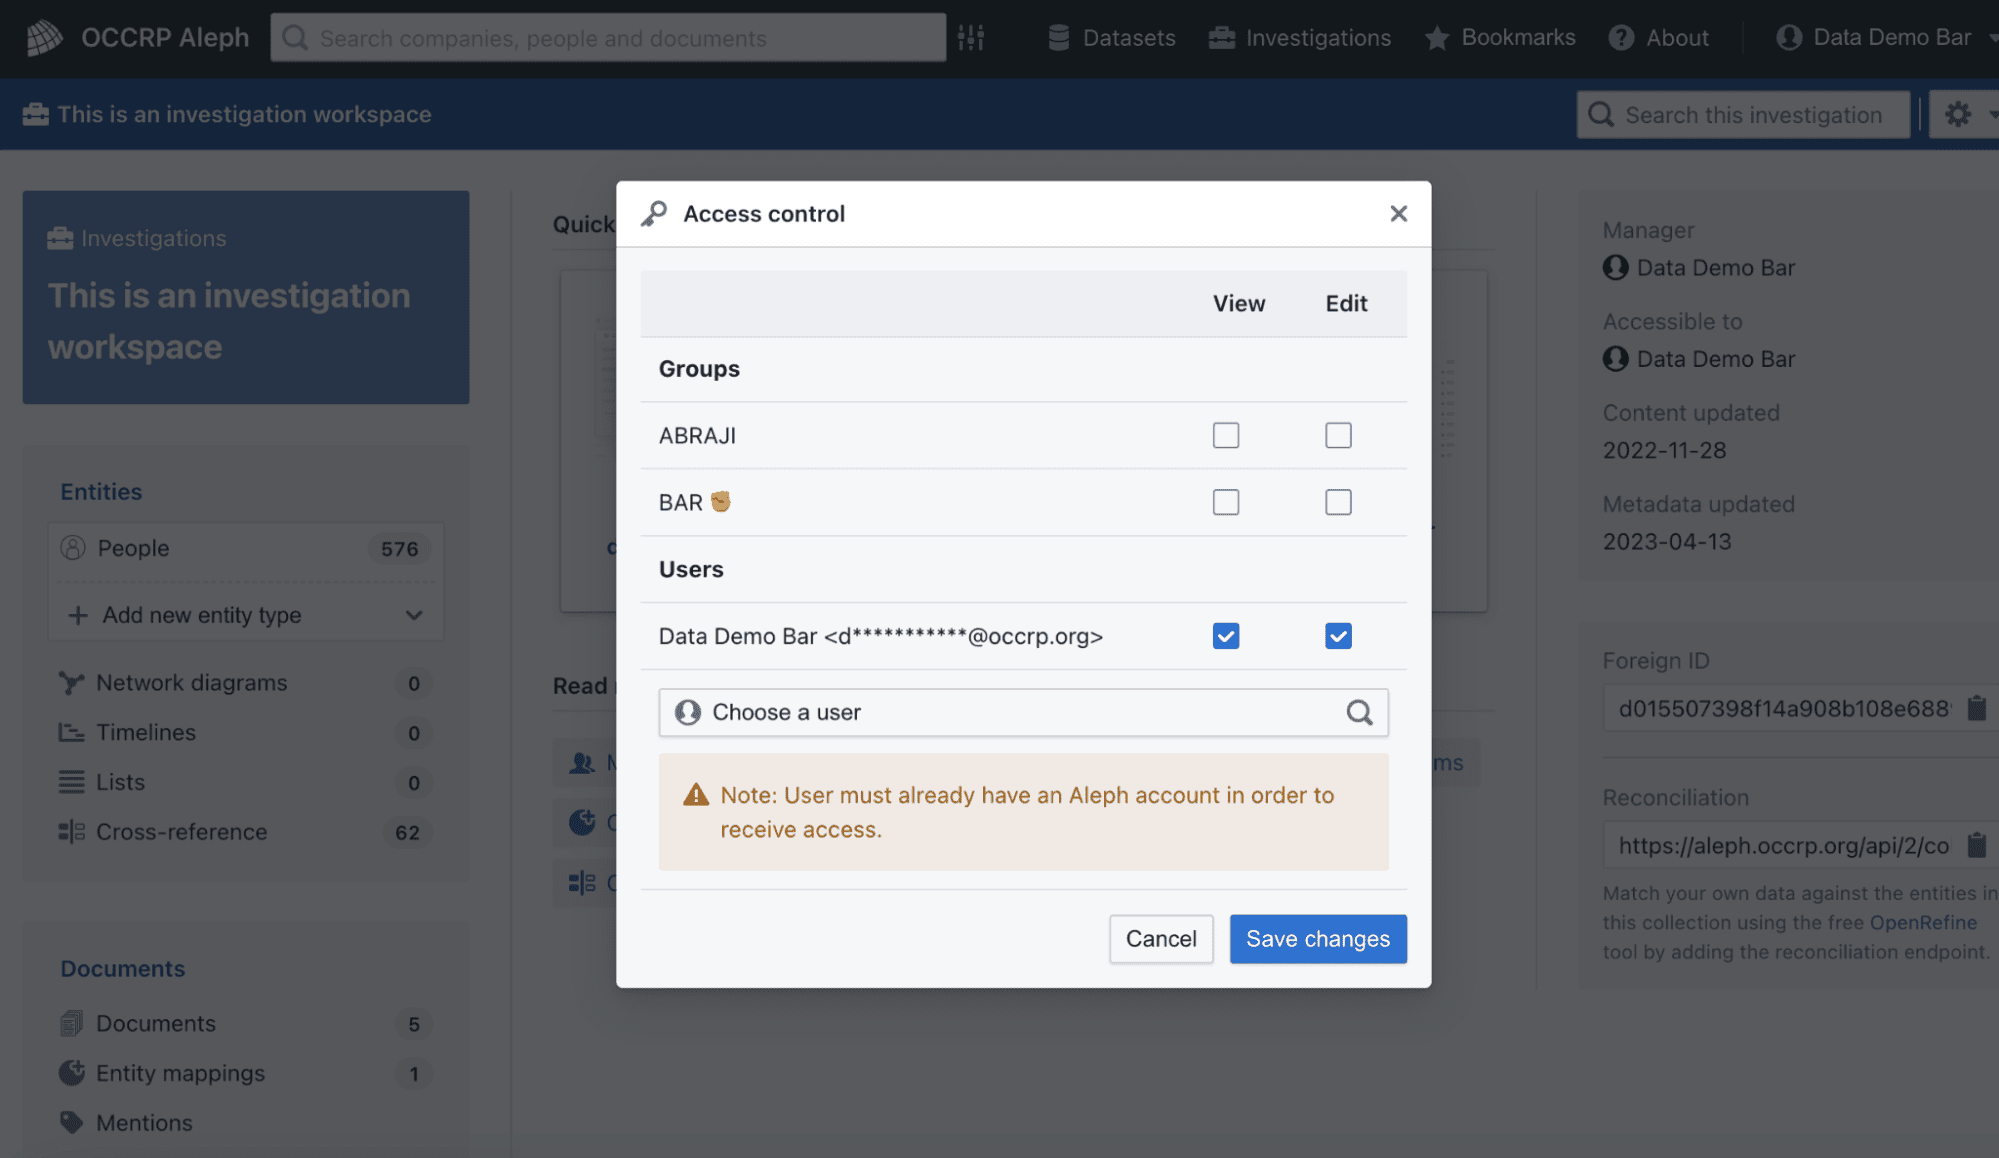 OCCRP Aleph
Search companies, people and documents
Datasets
Investigations
Bookmarks
About
Data Demo Bar
This is an investigation workspace
Search this investigation
Investigations
This is an investigation
workspace
Entities
People 576
Add new entity type
Network diagrams 0
Timelines 0
Lists 0
Cross-reference 62
Documents
Documents 5
Entity mappings 1
Mentions
Quick
Read
Access control
View Edit
Groups
ABRAJI
BAR ✊🏽
Users
Data Demo Bar <d***********@occrp.org>
Choose a user
Note: User must already have an Aleph account in order to
receive access.
Cancel
Save changes
Manager
Data Demo Bar
Accessible to
Data Demo Bar
Content updated
2022-11-28
Metadata updated
2023-04-13
Foreign ID
d015507398f14a908b108e688
Reconciliation
https://aleph.occrp.org/api/2/co
Match your own data against the entities in
this collection using the free OpenRefine
tool by adding the reconciliation endpoint.